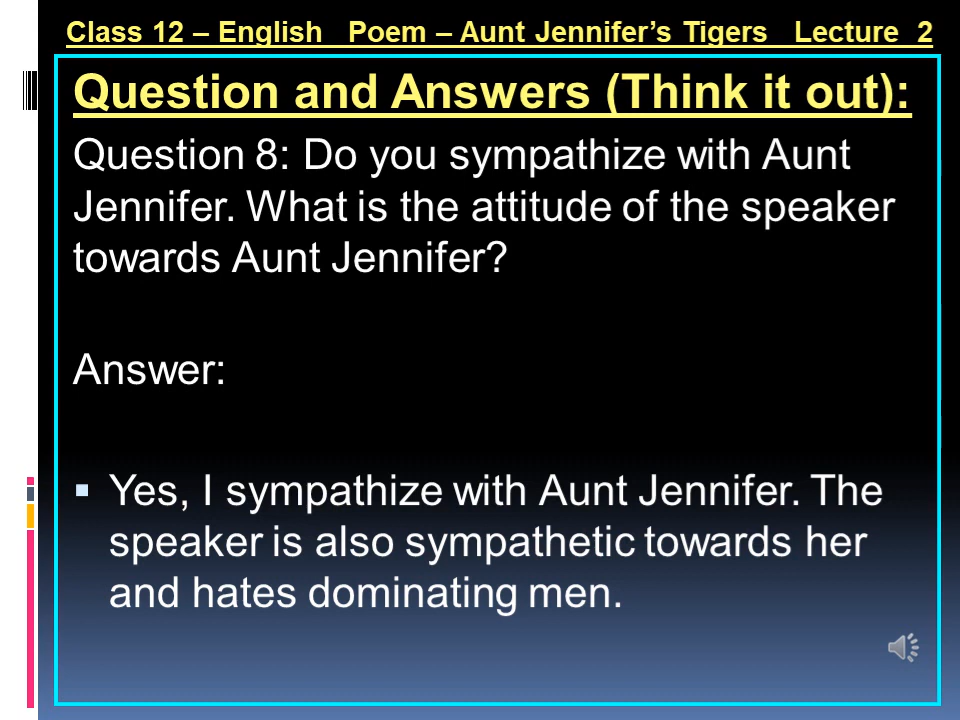 Class 12 – English   Poem – Aunt Jennifer’s Tigers   Lecture  2
Question and Answers (Think it out):
Question 8: Do you sympathize with Aunt
Jennifer. What is the attitude of the speaker
towards Aunt Jennifer?
Answer:
▪ Yes, I sympathize with Aunt Jennifer. The
speaker is also sympathetic towards her
and hates dominating men.